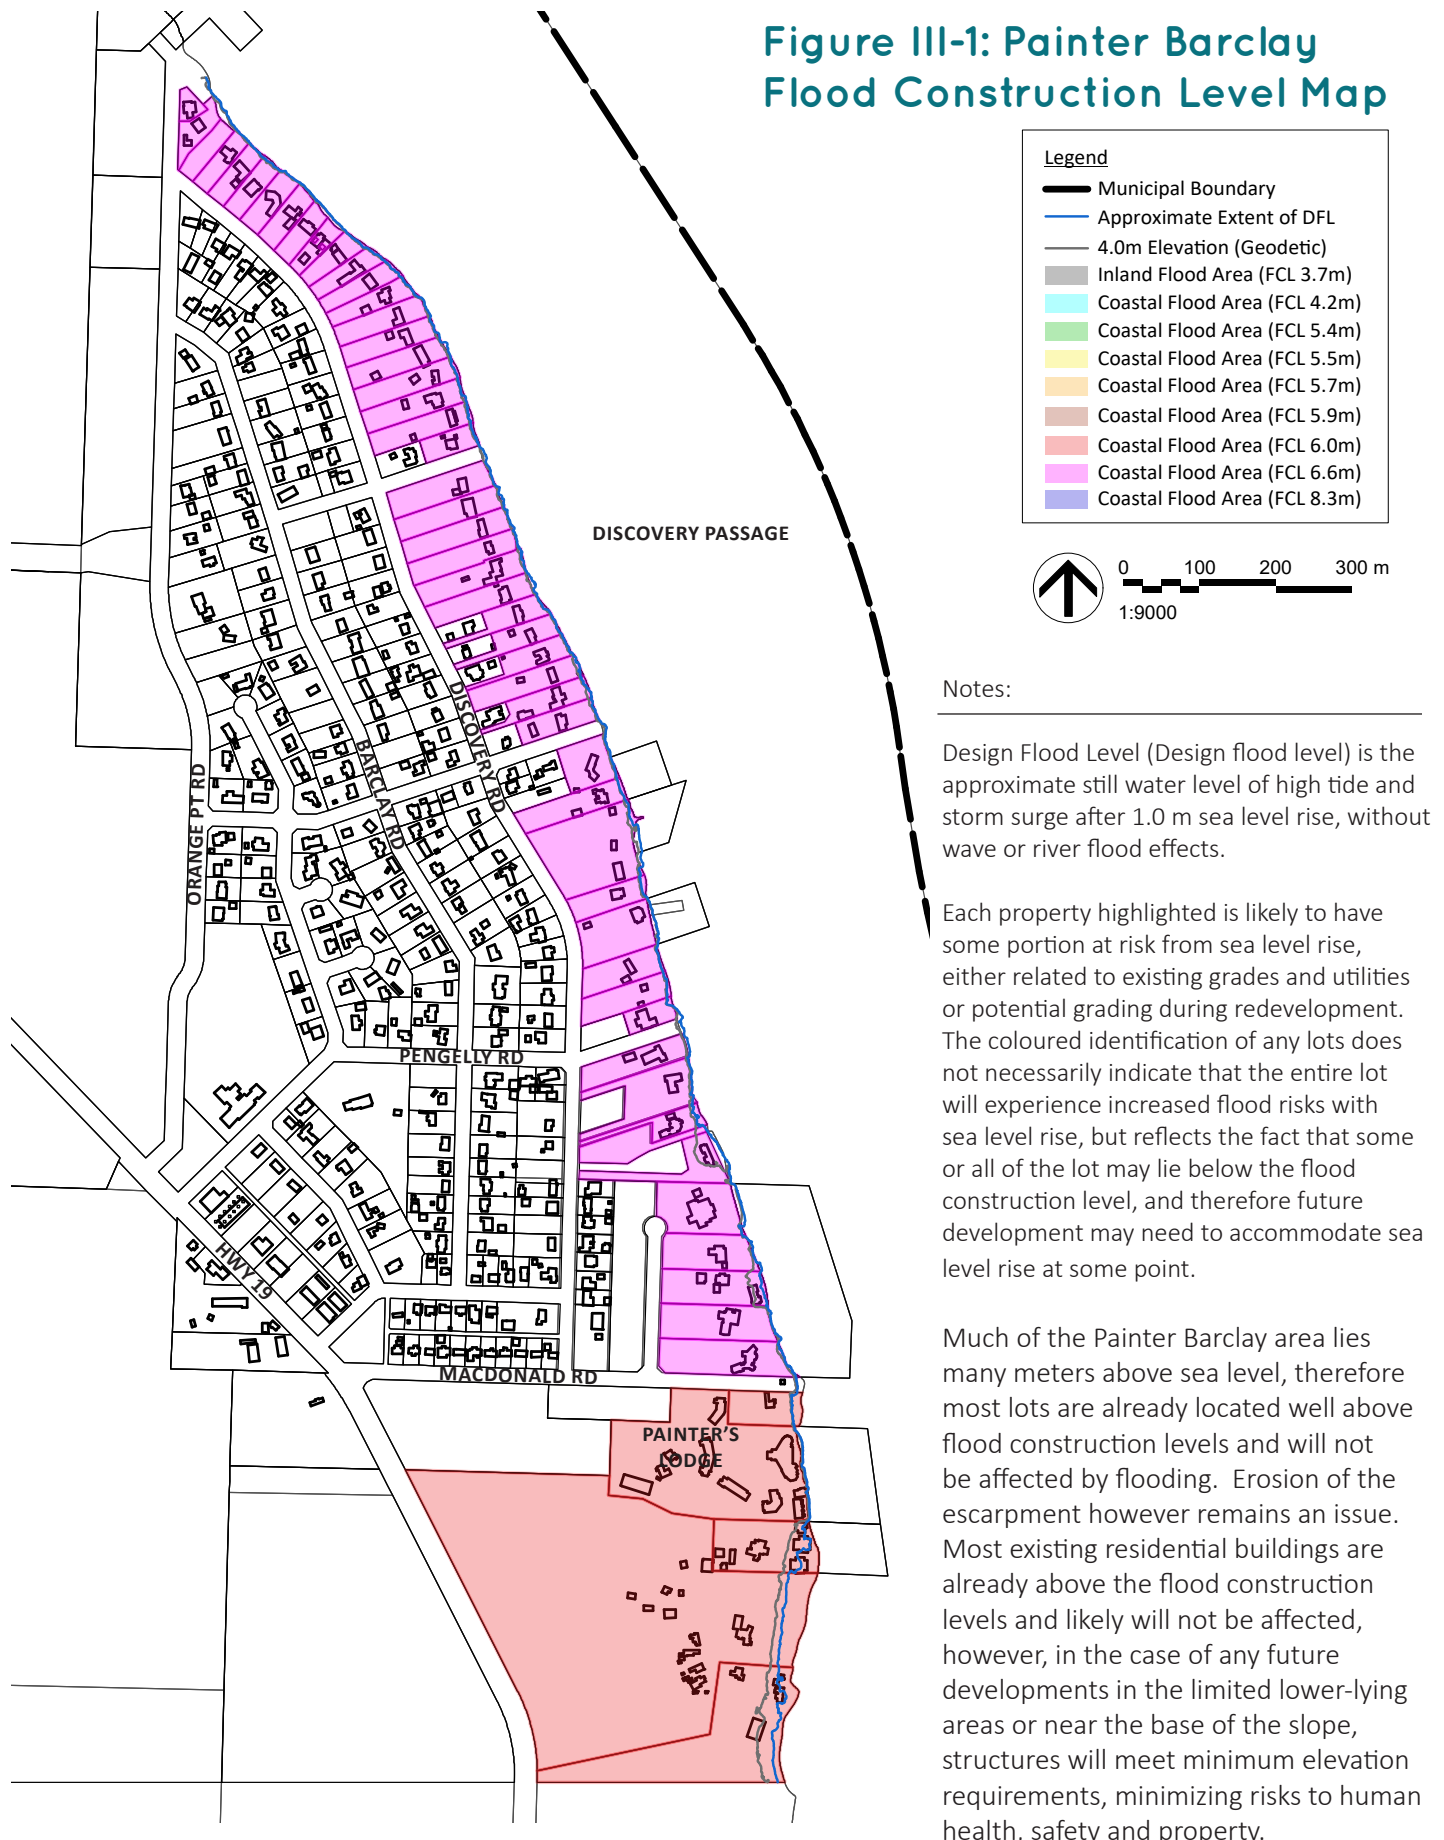 Figure III-1: Painter Barclay
Flood Construction Level Map
Legend
Municipal Boundary
Approximate Extent of DFL
4.0m Elevation (Geodetic)
Inland Flood Area (FCL 3.7m)
Coastal Flood Area (FCL 4.2m)
Coastal Flood Area (FCL 5.4m)
Coastal Flood Area (FCL 5.5m)
Coastal Flood Area (FCL 5.7m)
Coastal Flood Area (FCL 5.9m)
Coastal Flood Area (FCL 6.0m)
Coastal Flood Area (FCL 6.6m)
Coastal Flood Area (FCL 8.3m)
0 100 200 300 m
1:9000
DISCOVERY PASSAGE
DISCOVERY RD
BARCLAY RD
ORANGE PT RD
PENGELLY RD
HWY 19
MACDONALD RD
PAINTER'S
LODGE
Notes:
Design Flood Level (Design flood level) is the
approximate still water level of high tide and
storm surge after 1.0 m sea level rise, without
wave or river flood effects.
Each property highlighted is likely to have
some portion at risk from sea level rise,
either related to existing grades and utilities
or potential grading during redevelopment.
The coloured identification of any lots does
not necessarily indicate that the entire lot
will experience increased flood risks with
sea level rise, but reflects the fact that some
or all of the lot may lie below the flood
construction level, and therefore future
development may need to accommodate sea
level rise at some point.
Much of the Painter Barclay area lies
many meters above sea level, therefore
most lots are already located well above
flood construction levels and will not
be affected by flooding.  Erosion of the
escarpment however remains an issue.
Most existing residential buildings are
already above the flood construction
levels and likely will not be affected,
however, in the case of any future
developments in the limited lower-lying
areas or near the base of the slope,
structures will meet minimum elevation
requirements, minimizing risks to human
health, safety and property.